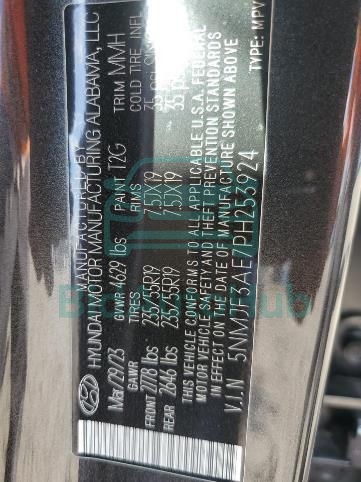 MANUFACTURED BY
HYUNDAI MOTOR MANUFACTURING ALABAMA, LLC
Mar/29/23 GVWR 4629 lbs PAINT T2G TRIM MMH
GAWR TIRES RIMS COLD TIRE INFL
FRONT 2778 lbs 235/55R19 7.5JX19 35
REAR 2646 lbs 235/55R19 7.5JX19 35
THIS VEHICLE CONFORMS TO ALL APPLICABLE U.S.A. FEDERAL
MOTOR VEHICLE SAFETY AND THEFT PREVENTION STANDARDS
IN EFFECT ON THE DATE OF MANUFACTURE SHOWN ABOVE.
V.I.N 5NMJF3AE7PH253924 TYPE: MPV